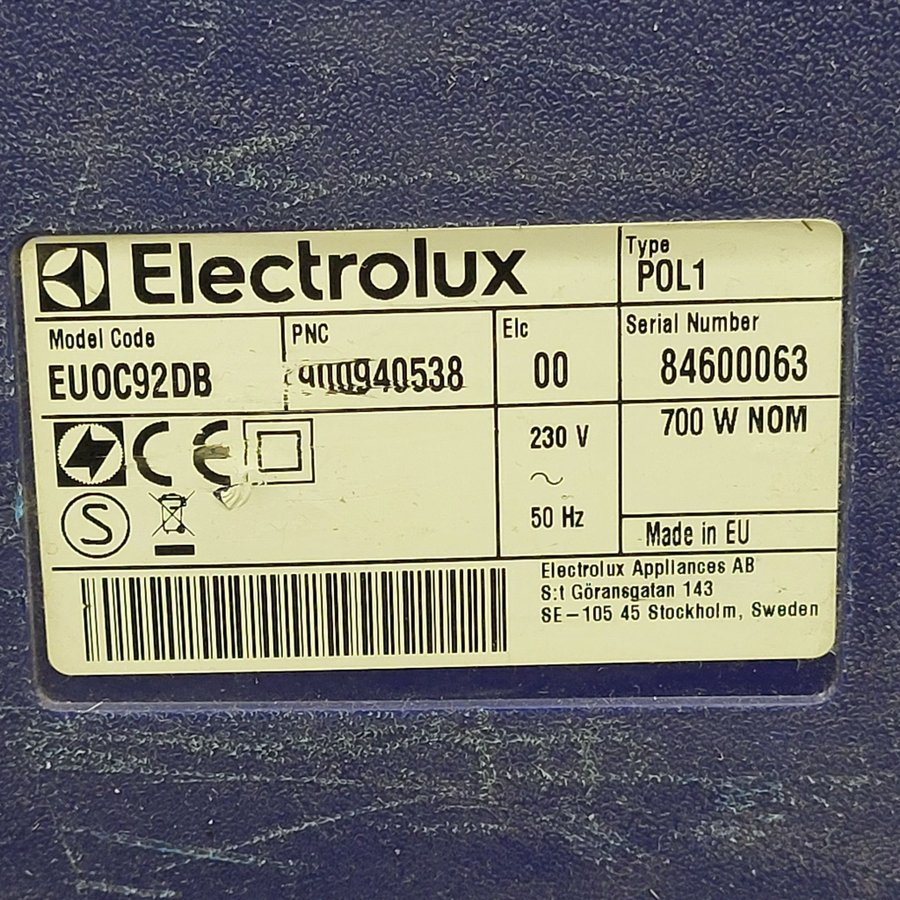 Electrolux
Type
POL1
Model Code
EUOC92DB
PNC
900940538
Elc
00
Serial Number
84600063
CE
S
230 V
~
50 Hz
700 W NOM
Made in EU
Electrolux Appliances AB
S:t Göransgatan 143
SE-105 45 Stockholm, Sweden